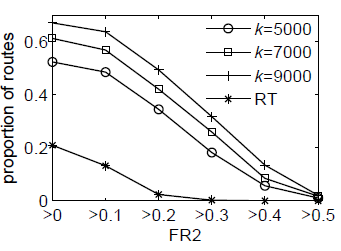 proportion of routes
0.6
0.4
0.2
0
>0 >0.1 >0.2 >0.3 >0.4 >0.5
FR2
k=5000
k=7000
k=9000
RT